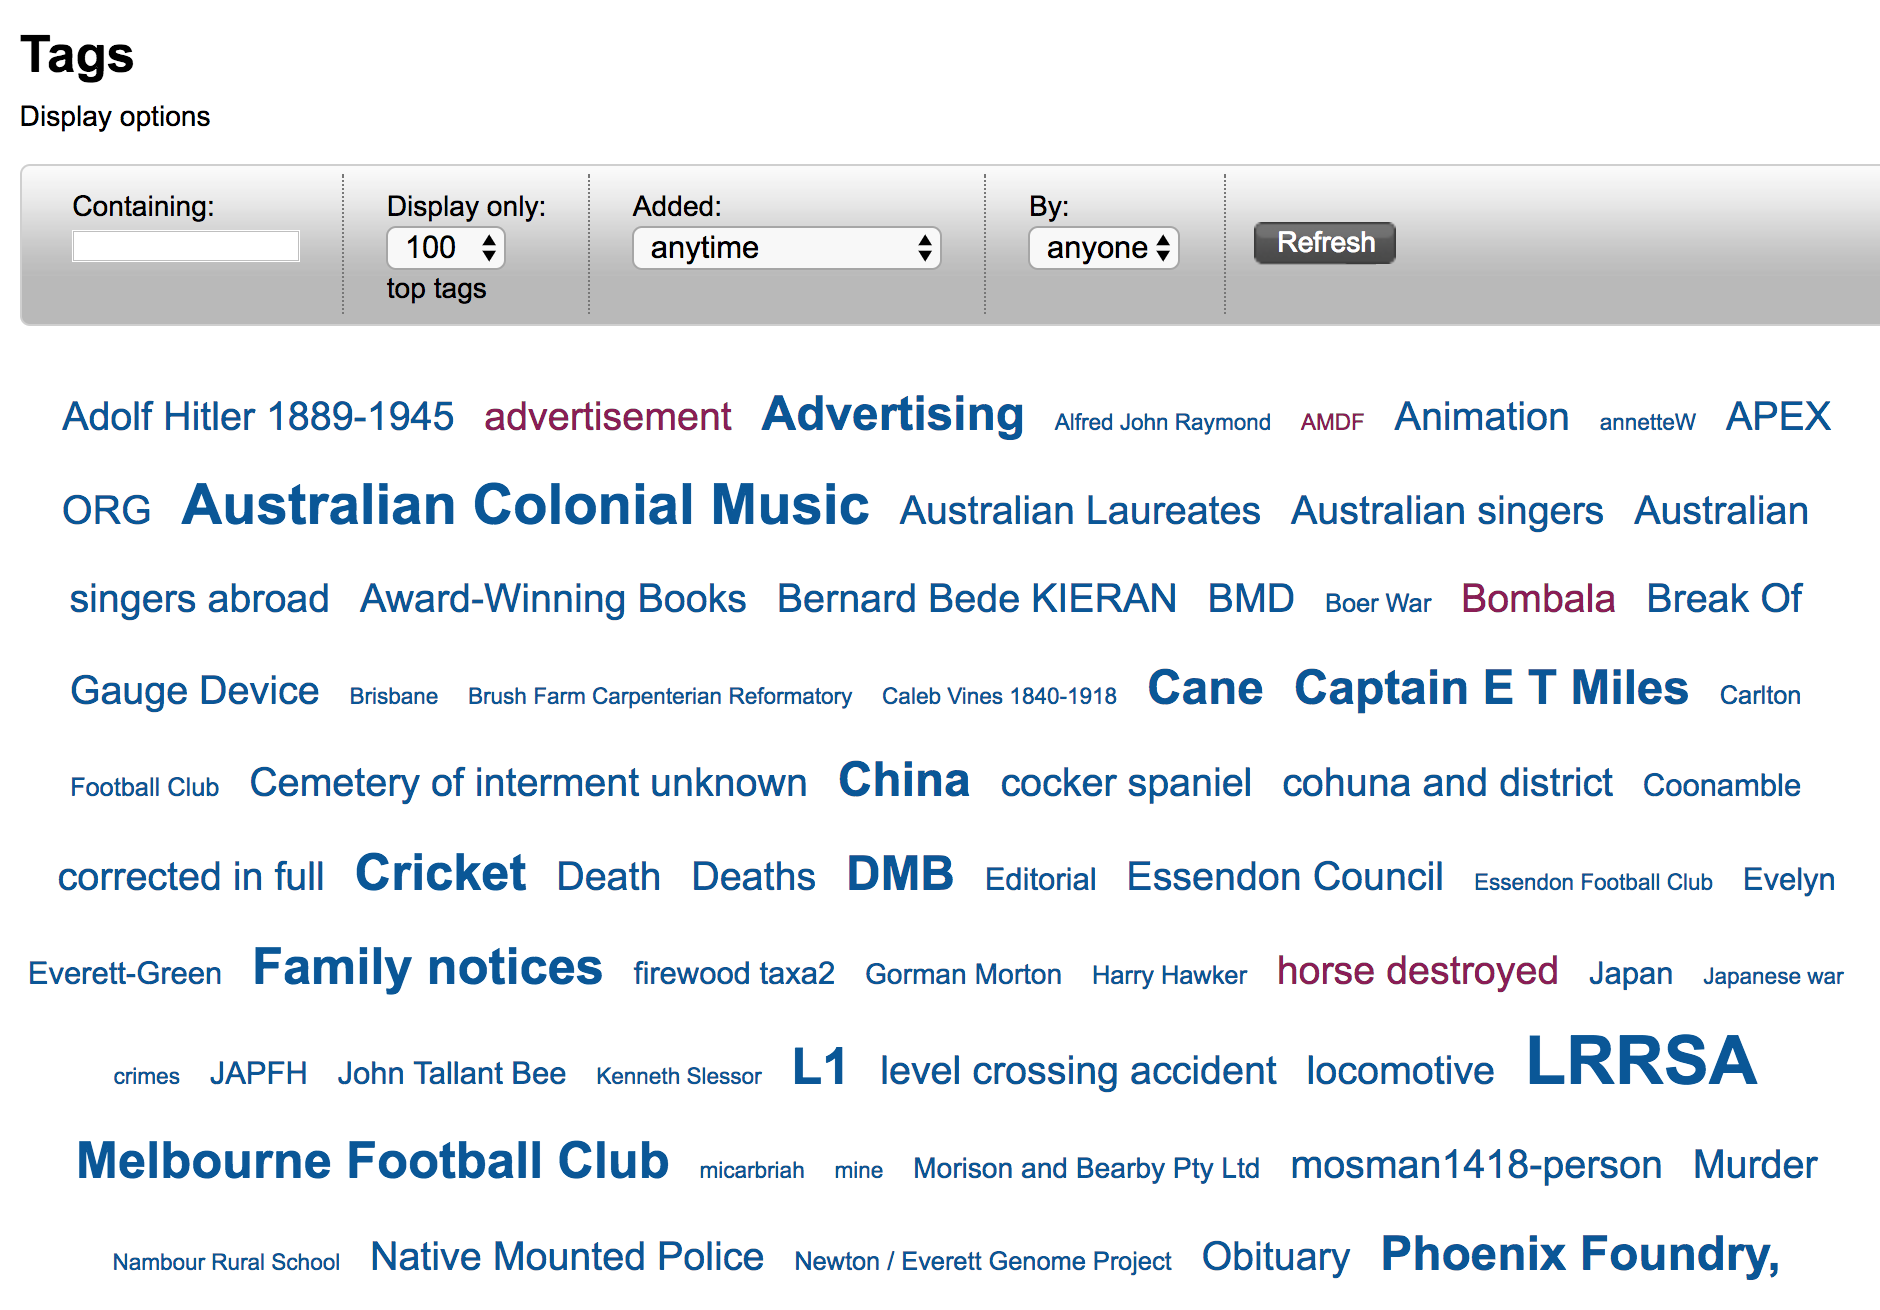 Tags
Display options
Containing: Display only: Added: By:
100 anytime anyone Refresh
top tags
Adolf Hitler 1889-1945 advertisement Advertising Alfred John Raymond AMDF Animation annetteW APEX
ORG Australian Colonial Music Australian Laureates Australian singers Australian
singers abroad Award-Winning Books Bernard Bede KIERAN BMD Boer War Bombala Break Of
Gauge Device Brisbane Brush Farm Carpenterian Reformatory Caleb Vines 1840-1918 Cane Captain E T Miles Carlton
Football Club Cemetery of interment unknown China cocker spaniel cohuna and district Coonamble
corrected in full Cricket Death Deaths DMB Editorial Essendon Council Essendon Football Club Evelyn
Everett-Green Family notices firewood taxa2 Gorman Morton Harry Hawker horse destroyed Japan Japanese war
crimes JAPFH John Tallant Bee Kenneth Slessor L1 level crossing accident locomotive LRRSA
Melbourne Football Club micarbriah mine Morison and Bearby Pty Ltd mosman1418-person Murder
Nambour Rural School Native Mounted Police Newton / Everett Genome Project Obituary Phoenix Foundry,